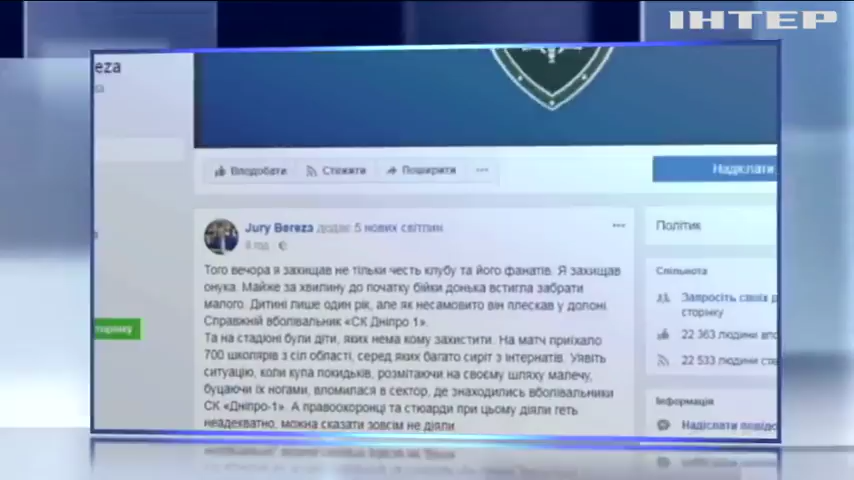 ІНТЕР
eza
Вподобати
Стежити
Поширити
Надіслати
Jury Bereza додає 5 нових світлин
Політик
Того вечора я захищав не тільки честь клубу та його фанатів. Я захищав
онука. Майже за хвилину до початку бійки донька встигла забрати
малого. Дитині лише один рік, але як несамовито він плескав у долоні.
Справжній вболівальник «СК Дніпро 1».
Та на стадіоні були діти, яких нема кому захистити. На матч приїхало
700 школярів з сіл області, серед яких багато сиріт з інтернатів. Уявіть
ситуацію, коли купа покидьків, розмітаючи на своєму шляху малечу,
буцаючи їх ногами, вломилася в сектор, де знаходились вболівальники
СК «Дніпро-1». А правоохоронці та стюарди при цьому діяли геть
неадекватно, можна сказати зовсім не діяли
Спільнота
Запросіть своїх
сторінку
22 363 людини
22 533 людини
Інформація
Надіслати